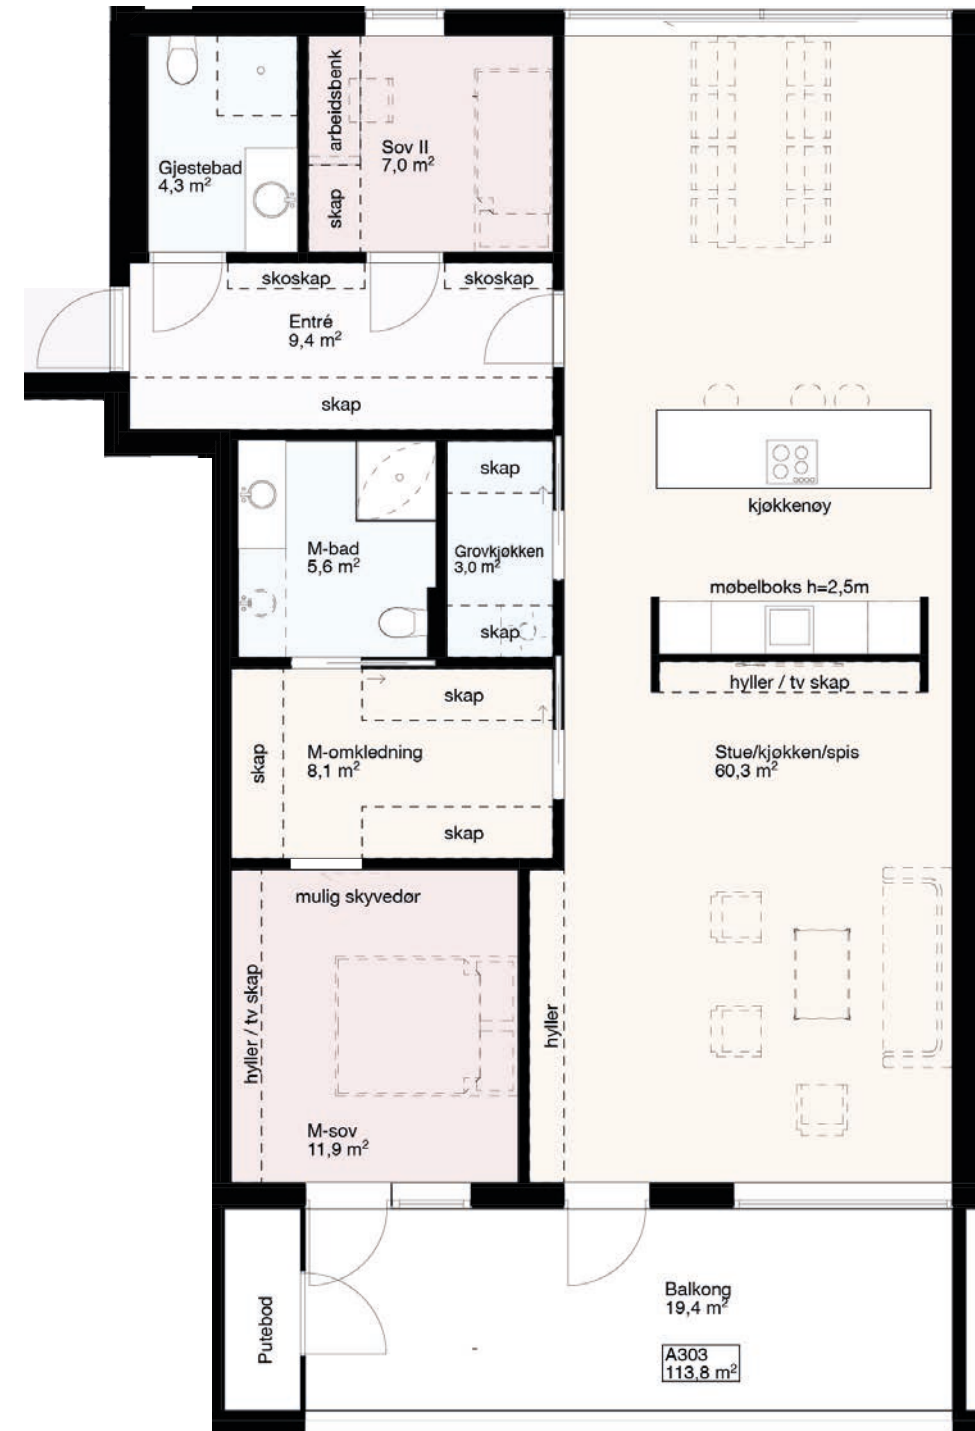 arbeidsbenk
Sov II
7,0 m²
Gjestebad
4,3 m²
skap
skoskap
skoskap
Entré
9,4 m²
skap
skap
kjøkkenøy
M-bad
5,6 m²
Grovkjøkken
3,0 m²
møbelboks h=2,5m
skap
hyller / tv skap
skap
skap
M-omkledning
8,1 m²
Stue/kjøkken/spis
60,3 m²
skap
mulig skyvedør
hyller / tv skap
hyller
M-sov
11,9 m²
Balkong
19,4 m²
Putebod
A303
113,8 m²